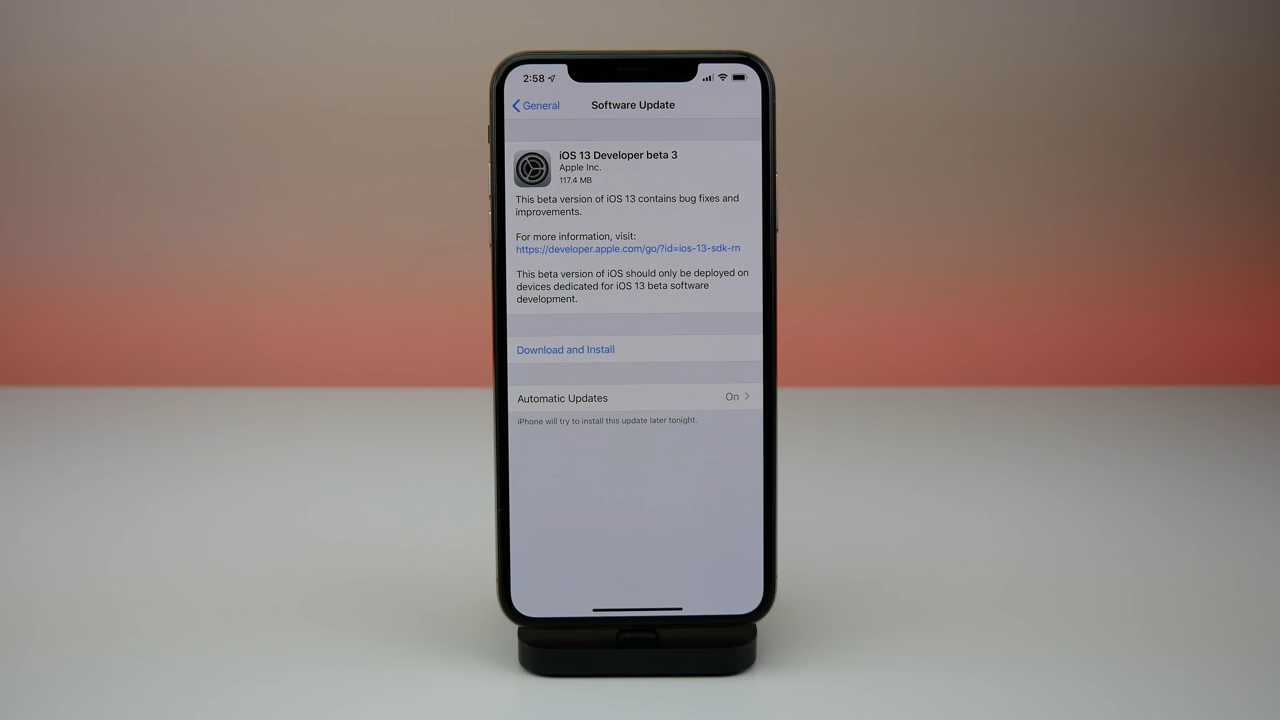 2:58
General
Software Update
iOS 13 Developer beta 3
Apple Inc.
117.4 MB
This beta version of iOS 13 contains bug fixes and
improvements.
For more information, visit:
https://developer.apple.com/go/?id=ios-13-sdk-rn
This beta version of iOS should only be deployed on
devices dedicated for iOS 13 beta software
development.
Download and Install
Automatic Updates On
iPhone will try to install this update later tonight.